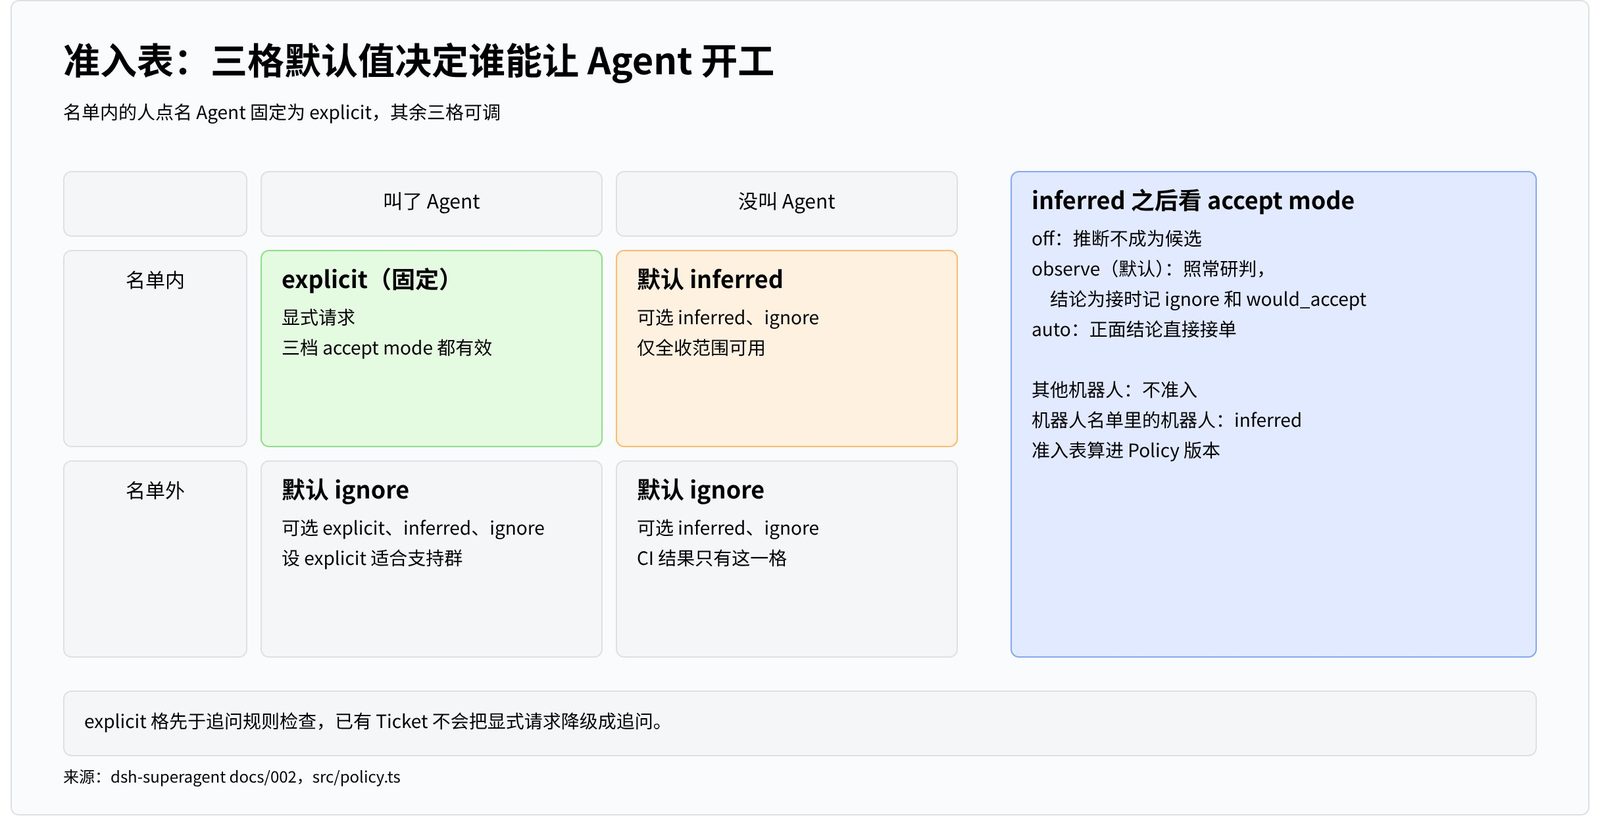 准入表：三格默认值决定谁能让 Agent 开工
名单内的人点名 Agent 固定为 explicit，其余三格可调
叫了 Agent
没叫 Agent
名单内
explicit（固定）
显式请求
三档 accept mode 都有效
默认 inferred
可选 inferred、ignore
仅全收范围可用
名单外
默认 ignore
可选 explicit、inferred、ignore
设 explicit 适合支持群
默认 ignore
可选 inferred、ignore
CI 结果只有这一格
inferred 之后看 accept mode
off：推断不成为候选
observe（默认）：照常研判，
结论为接时记 ignore 和 would_accept
auto：正面结论直接接单
其他机器人：不准入
机器人名单里的机器人：inferred
准入表算进 Policy 版本
explicit 格先于追问规则检查，已有 Ticket 不会把显式请求降级成追问。
来源：dsh-superagent docs/002，src/policy.ts